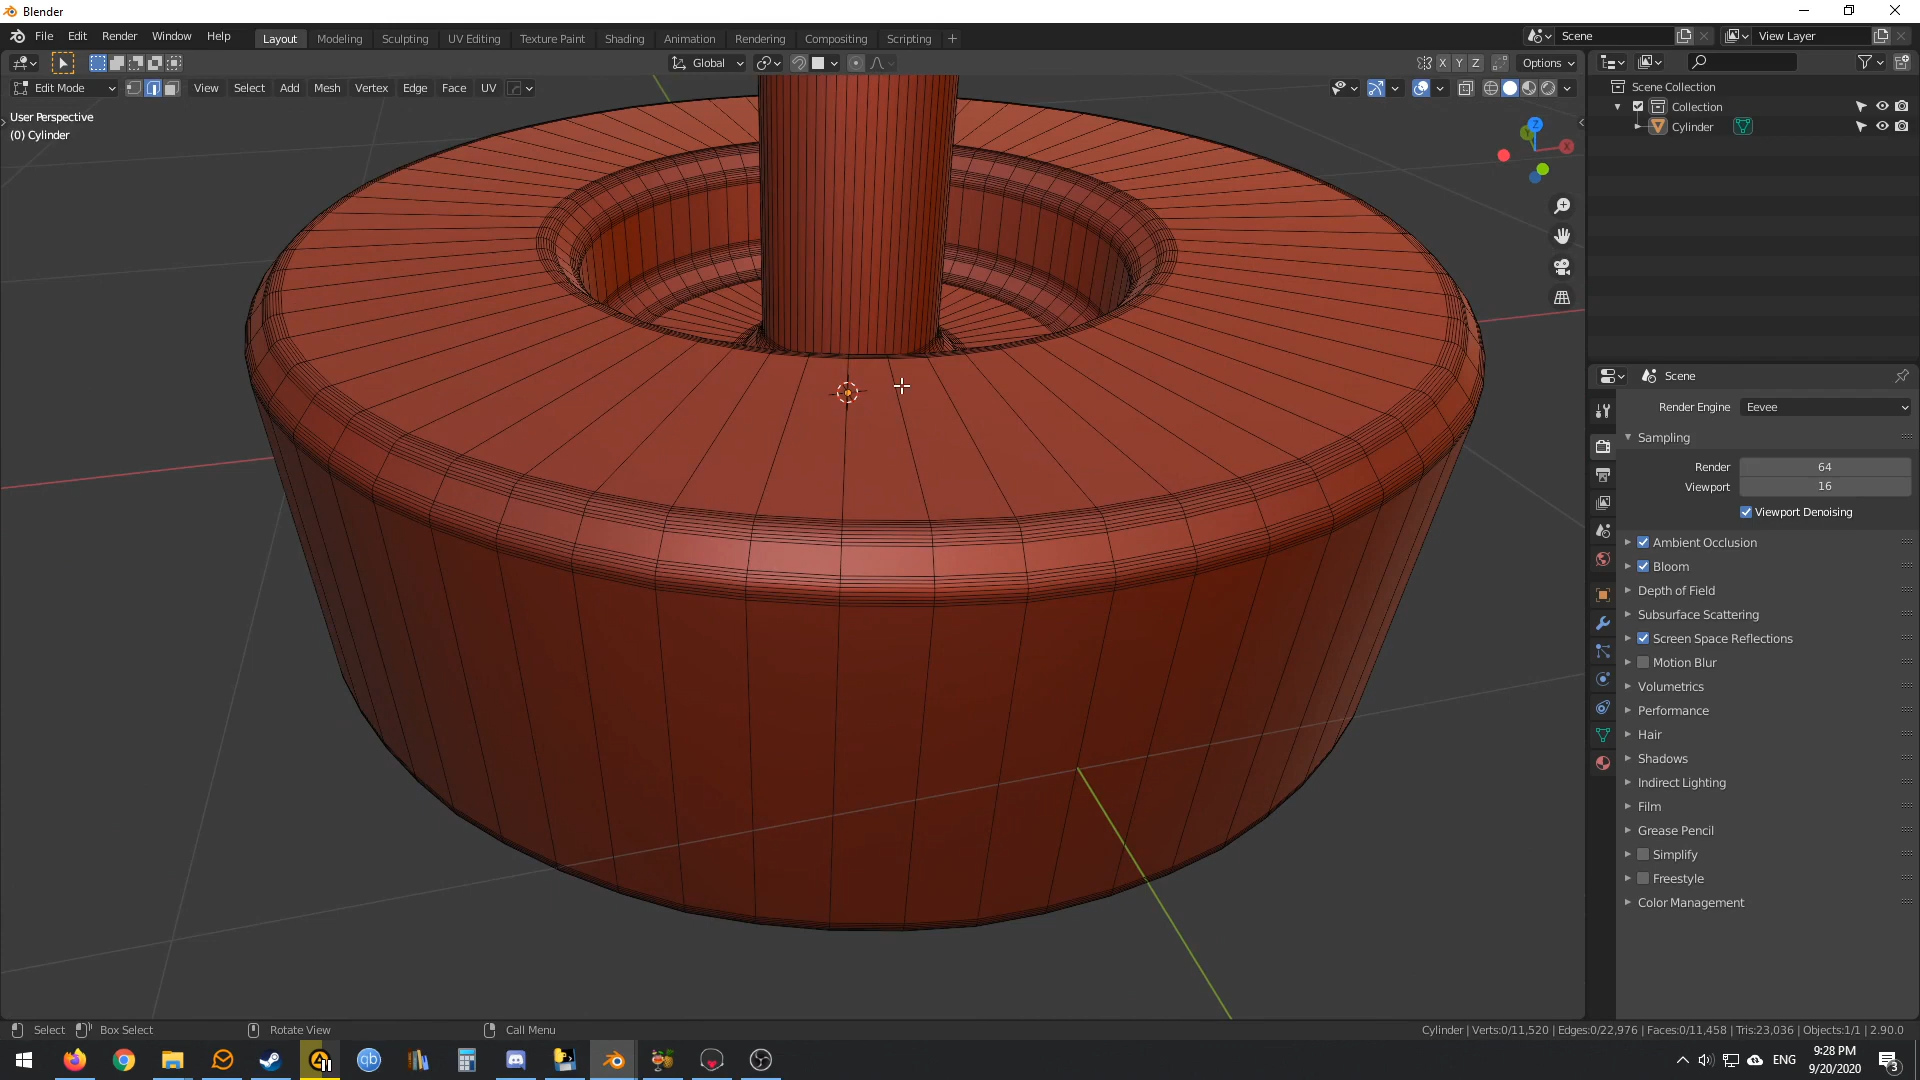 Blender
File Edit Render Window Help Layout Modeling Sculpting UV Editing Texture Paint Shading Animation Rendering Compositing Scripting + Scene View Layer
Global X Y Z Options
Edit Mode View Select Add Mesh Vertex Edge Face UV
User Perspective
(0) Cylinder
Z
X
Scene Collection
Collection
Cylinder
Scene
Render Engine Eevee
Sampling
Render 64
Viewport 16
Viewport Denoising
Ambient Occlusion
Bloom
Depth of Field
Subsurface Scattering
Screen Space Reflections
Motion Blur
Volumetrics
Performance
Hair
Shadows
Indirect Lighting
Film
Grease Pencil
Simplify
Freestyle
Color Management
Select Box Select Rotate View Call Menu Cylinder | Verts:0/11,520 | Edges:0/22,976 | Faces:0/11,458 | Tris:23,036 | Objects:1/1 | 2.90.0
qb ENG 9:28 PM
9/20/2020 3